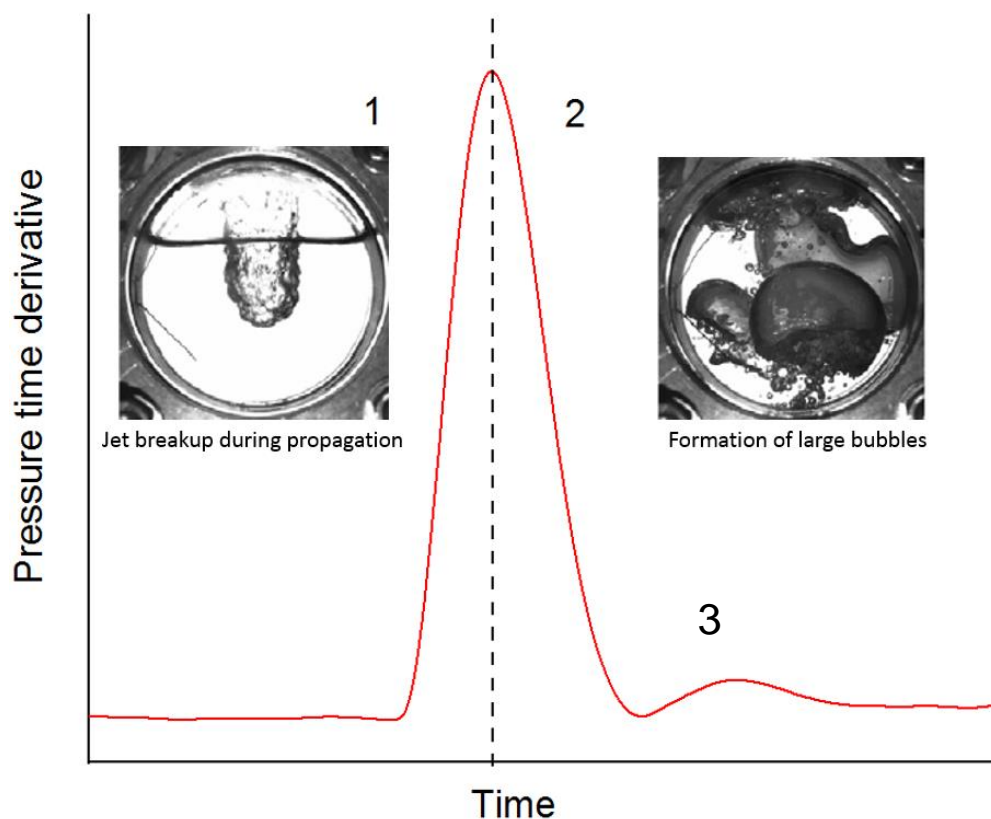 1
2
Jet breakup during propagation
Formation of large bubbles
3
Pressure time derivative
Time